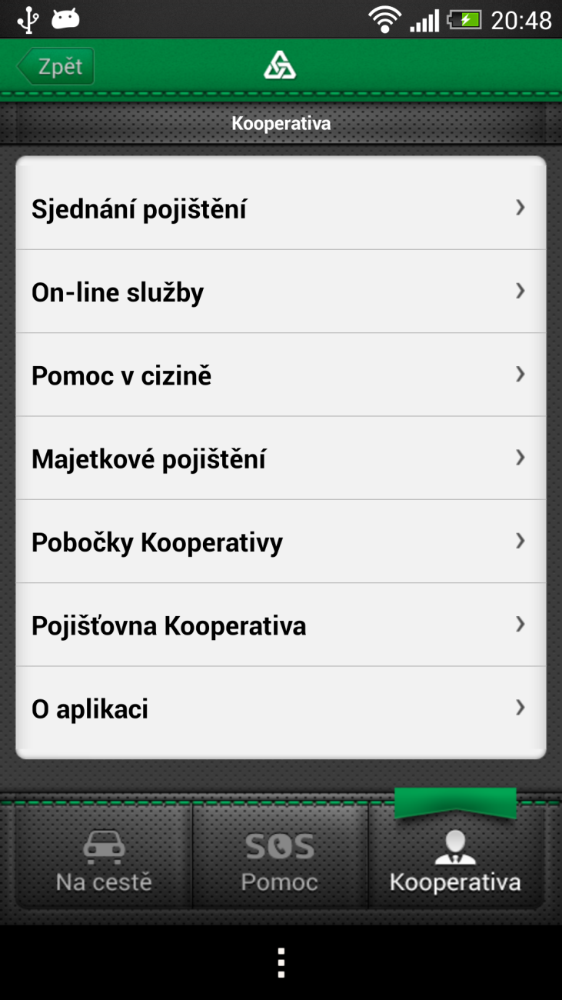 20:48
Zpět
Kooperativa
Sjednání pojištění
On-line služby
Pomoc v cizině
Majetkové pojištění
Pobočky Kooperativy
Pojišťovna Kooperativa
O aplikaci
Na cestě
SOS
Pomoc
Kooperativa